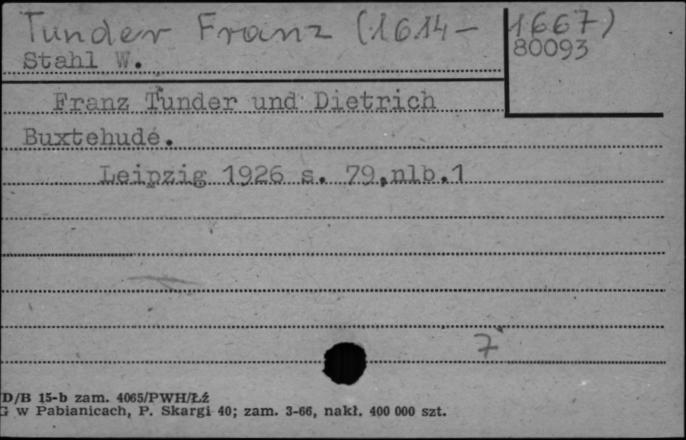 Tunder Franz (1614-1667)
80093
Stahl W.
Franz Tunder und Dietrich
Buxtehudé.
Leipzig 1926 s. 79,nlb.1
7
D/B 15-b zam. 4065/PWH/Łź
G w Pabianicach, P. Skargi 40; zam. 3-66, nakł. 400 000 szt.